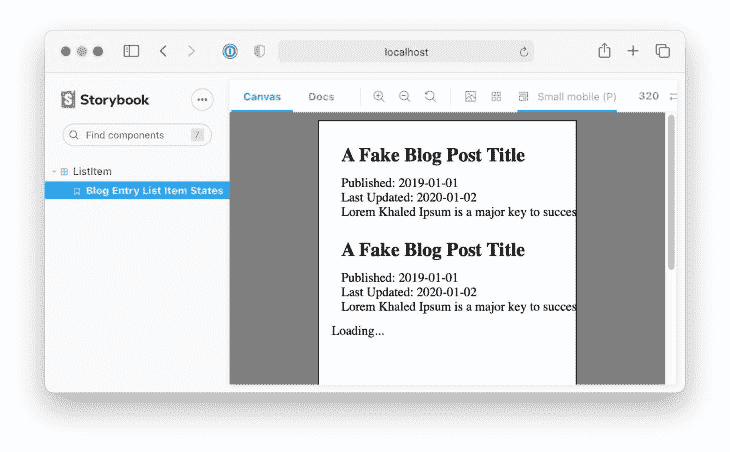 localhost
Storybook
Find components
/
ListItem
Blog Entry List Item States
Canvas Docs Small mobile (P) 320
A Fake Blog Post Title
Published: 2019-01-01
Last Updated: 2020-01-02
Lorem Khaled Ipsum is a major key to succes
A Fake Blog Post Title
Published: 2019-01-01
Last Updated: 2020-01-02
Lorem Khaled Ipsum is a major key to succes
Loading...